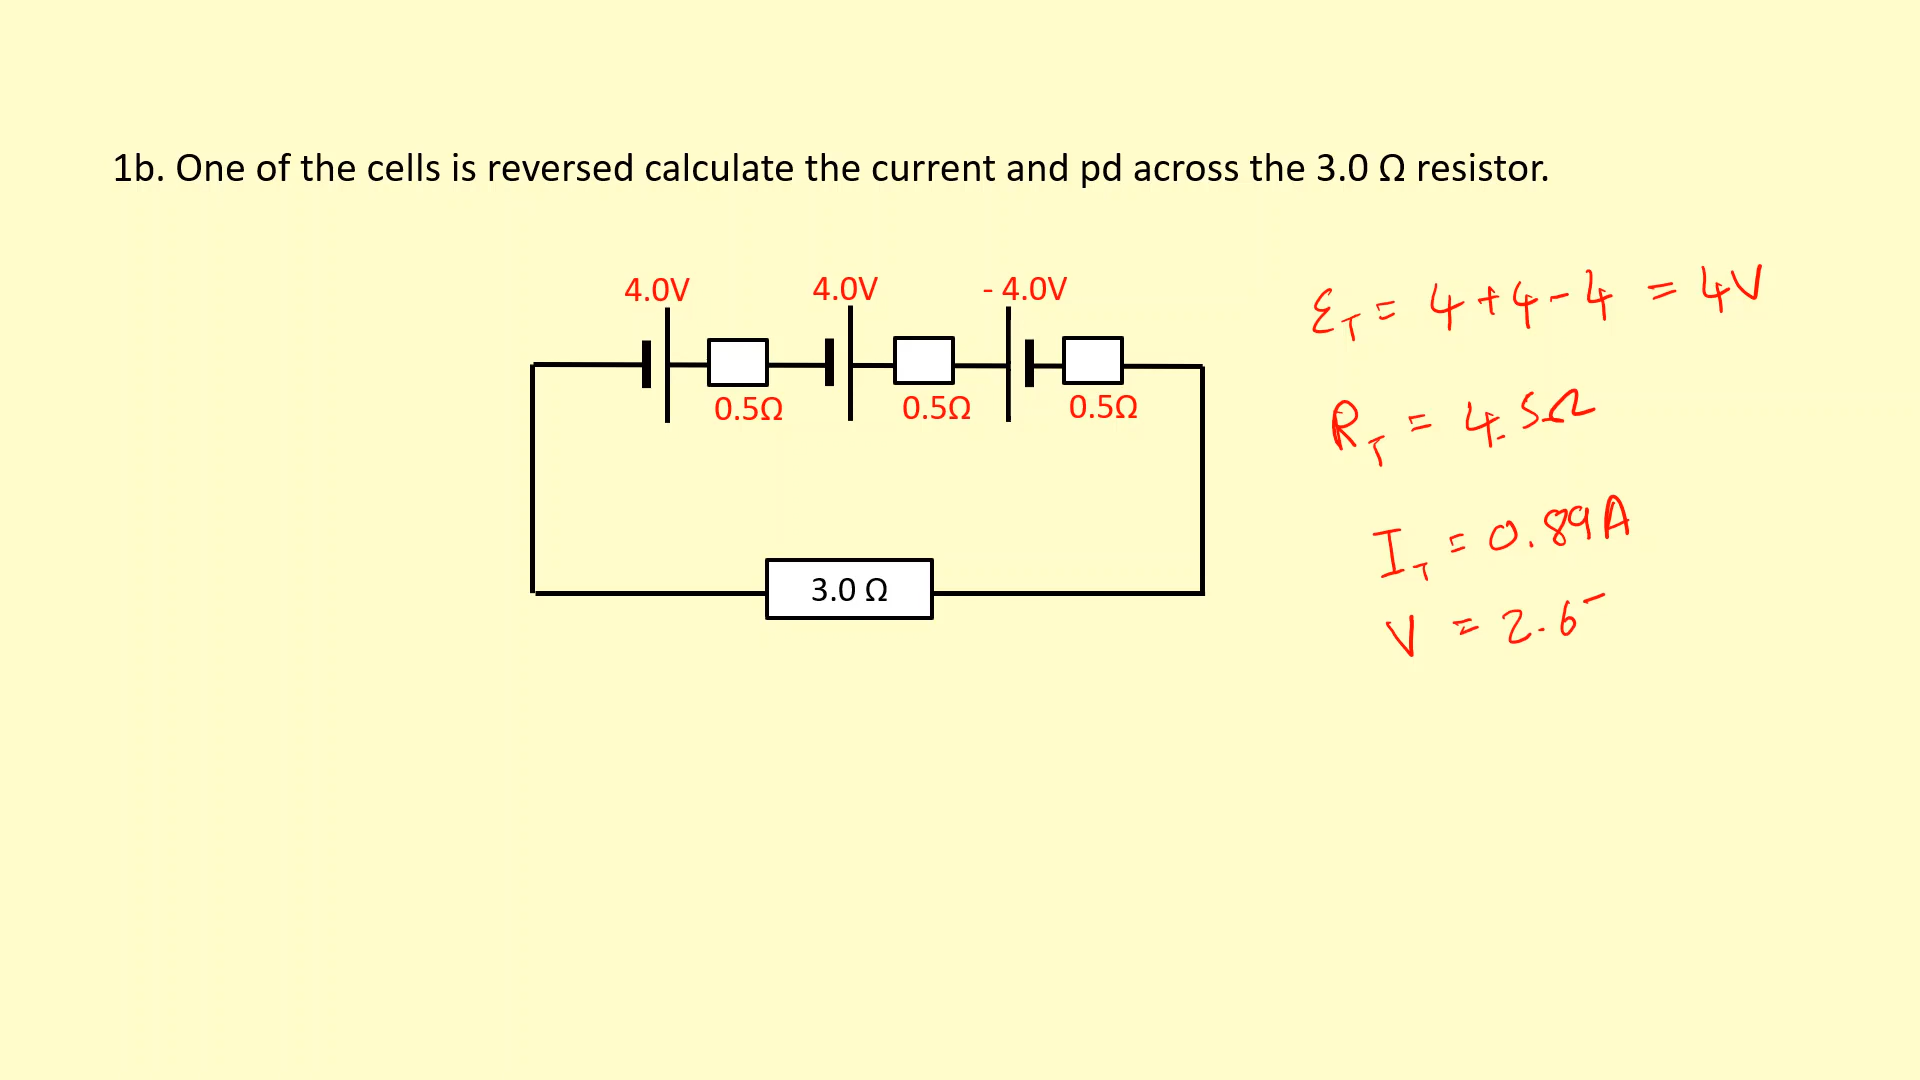 1b. One of the cells is reversed calculate the current and pd across the 3.0 Ω resistor.
4.0V 4.0V - 4.0V
0.5Ω 0.5Ω 0.5Ω
3.0 Ω
ℰT = 4+4-4 = 4V
RT = 4.5Ω
IT = 0.89A
V = 2.6